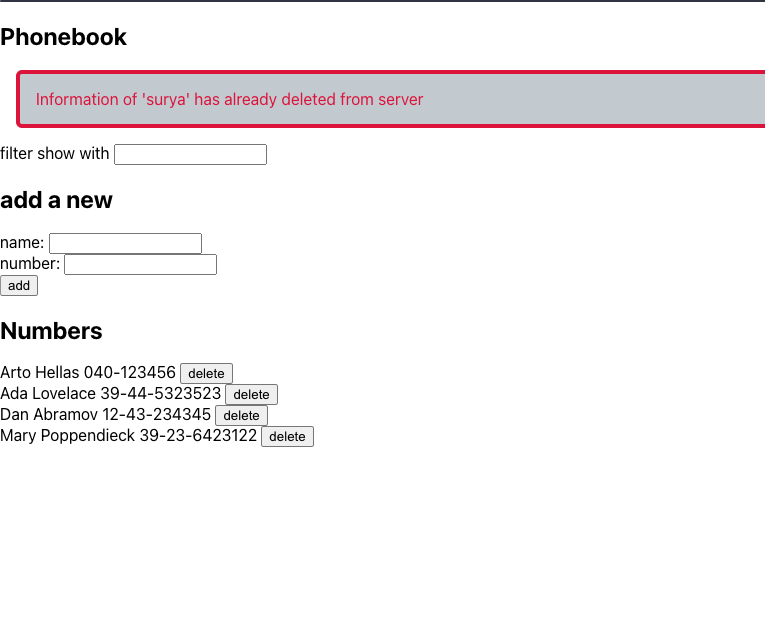 Phonebook
Information of 'surya' has already deleted from server
filter show with
add a new
name:
number:
add
Numbers
Arto Hellas 040-123456 delete
Ada Lovelace 39-44-5323523 delete
Dan Abramov 12-43-234345 delete
Mary Poppendieck 39-23-6423122 delete